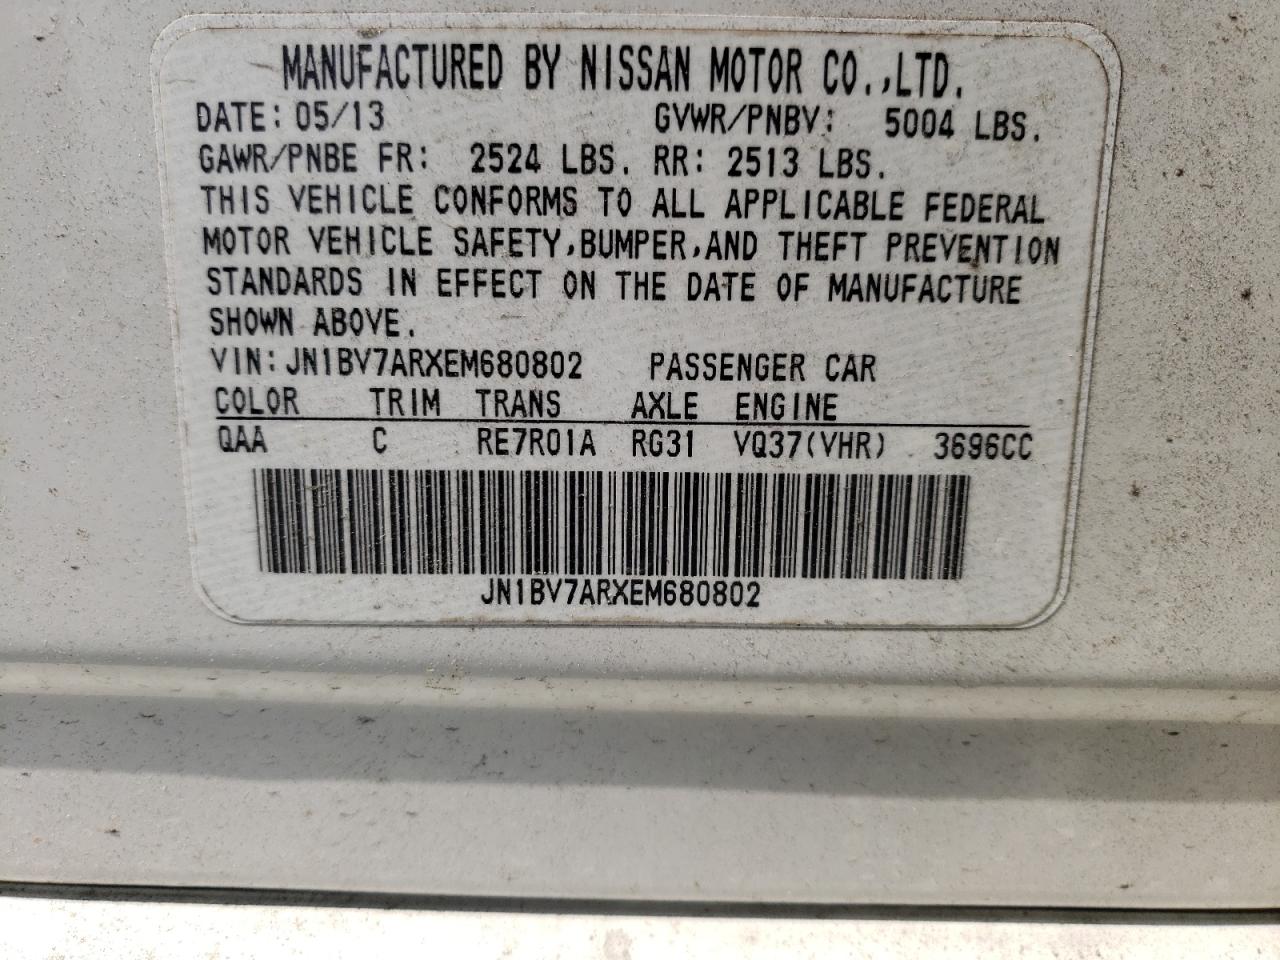 MANUFACTURED BY NISSAN MOTOR CO.,LTD.
DATE: 05/13 GVWR/PNBV: 5004 LBS.
GAWR/PNBE FR: 2524 LBS. RR: 2513 LBS.
THIS VEHICLE CONFORMS TO ALL APPLICABLE FEDERAL
MOTOR VEHICLE SAFETY,BUMPER,AND THEFT PREVENTION
STANDARDS IN EFFECT ON THE DATE OF MANUFACTURE
SHOWN ABOVE.
VIN: JN1BV7ARXEM680802 PASSENGER CAR
COLOR TRIM TRANS AXLE ENGINE
QAA C RE7R01A RG31 VQ37(VHR) 3696CC
JN1BV7ARXEM680802